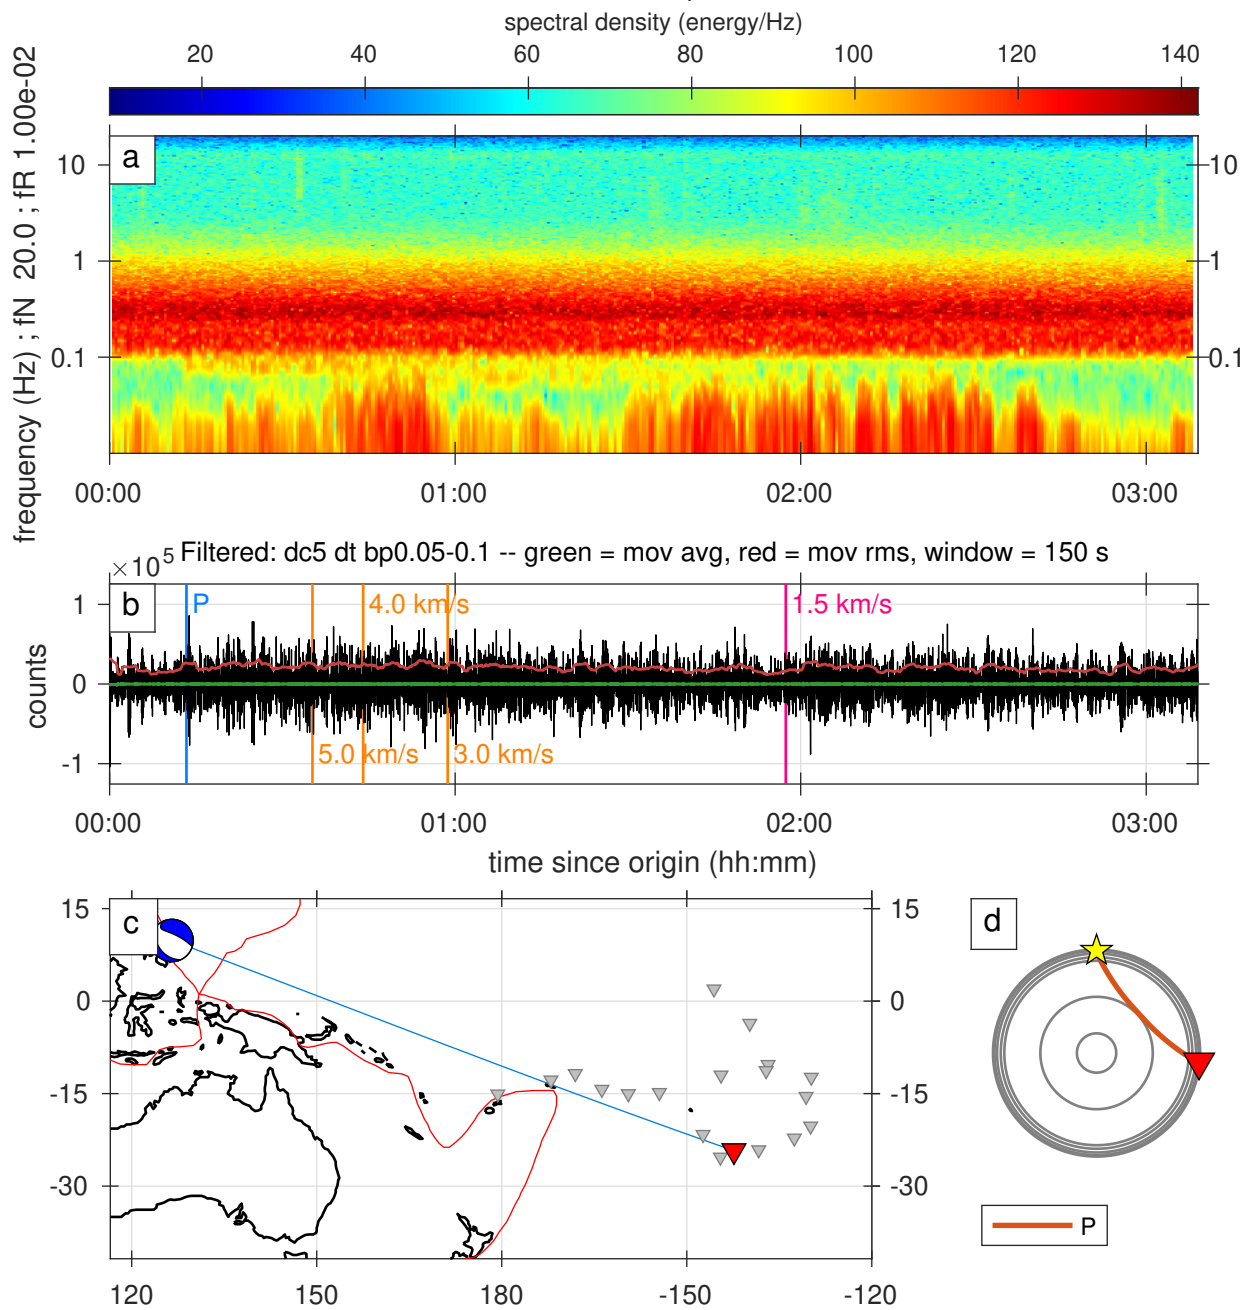 spectral density (energy/Hz)
20 40 60 80 100 120 140
frequency (Hz) ; fN 20.0 ; fR 1.00e-02
a
10 10
1 1
0.1 0.1
00:00 01:00 02:00 03:00
×10^5 Filtered: dc5 dt bp0.05-0.1 -- green = mov avg, red = mov rms, window = 150 s
b
P 4.0 km/s 1.5 km/s
5.0 km/s 3.0 km/s
counts
1
0
-1
00:00 01:00 02:00 03:00
time since origin (hh:mm)
c
15 15
0 0
-15 -15
-30 -30
120 150 180 -150 -120
d
P